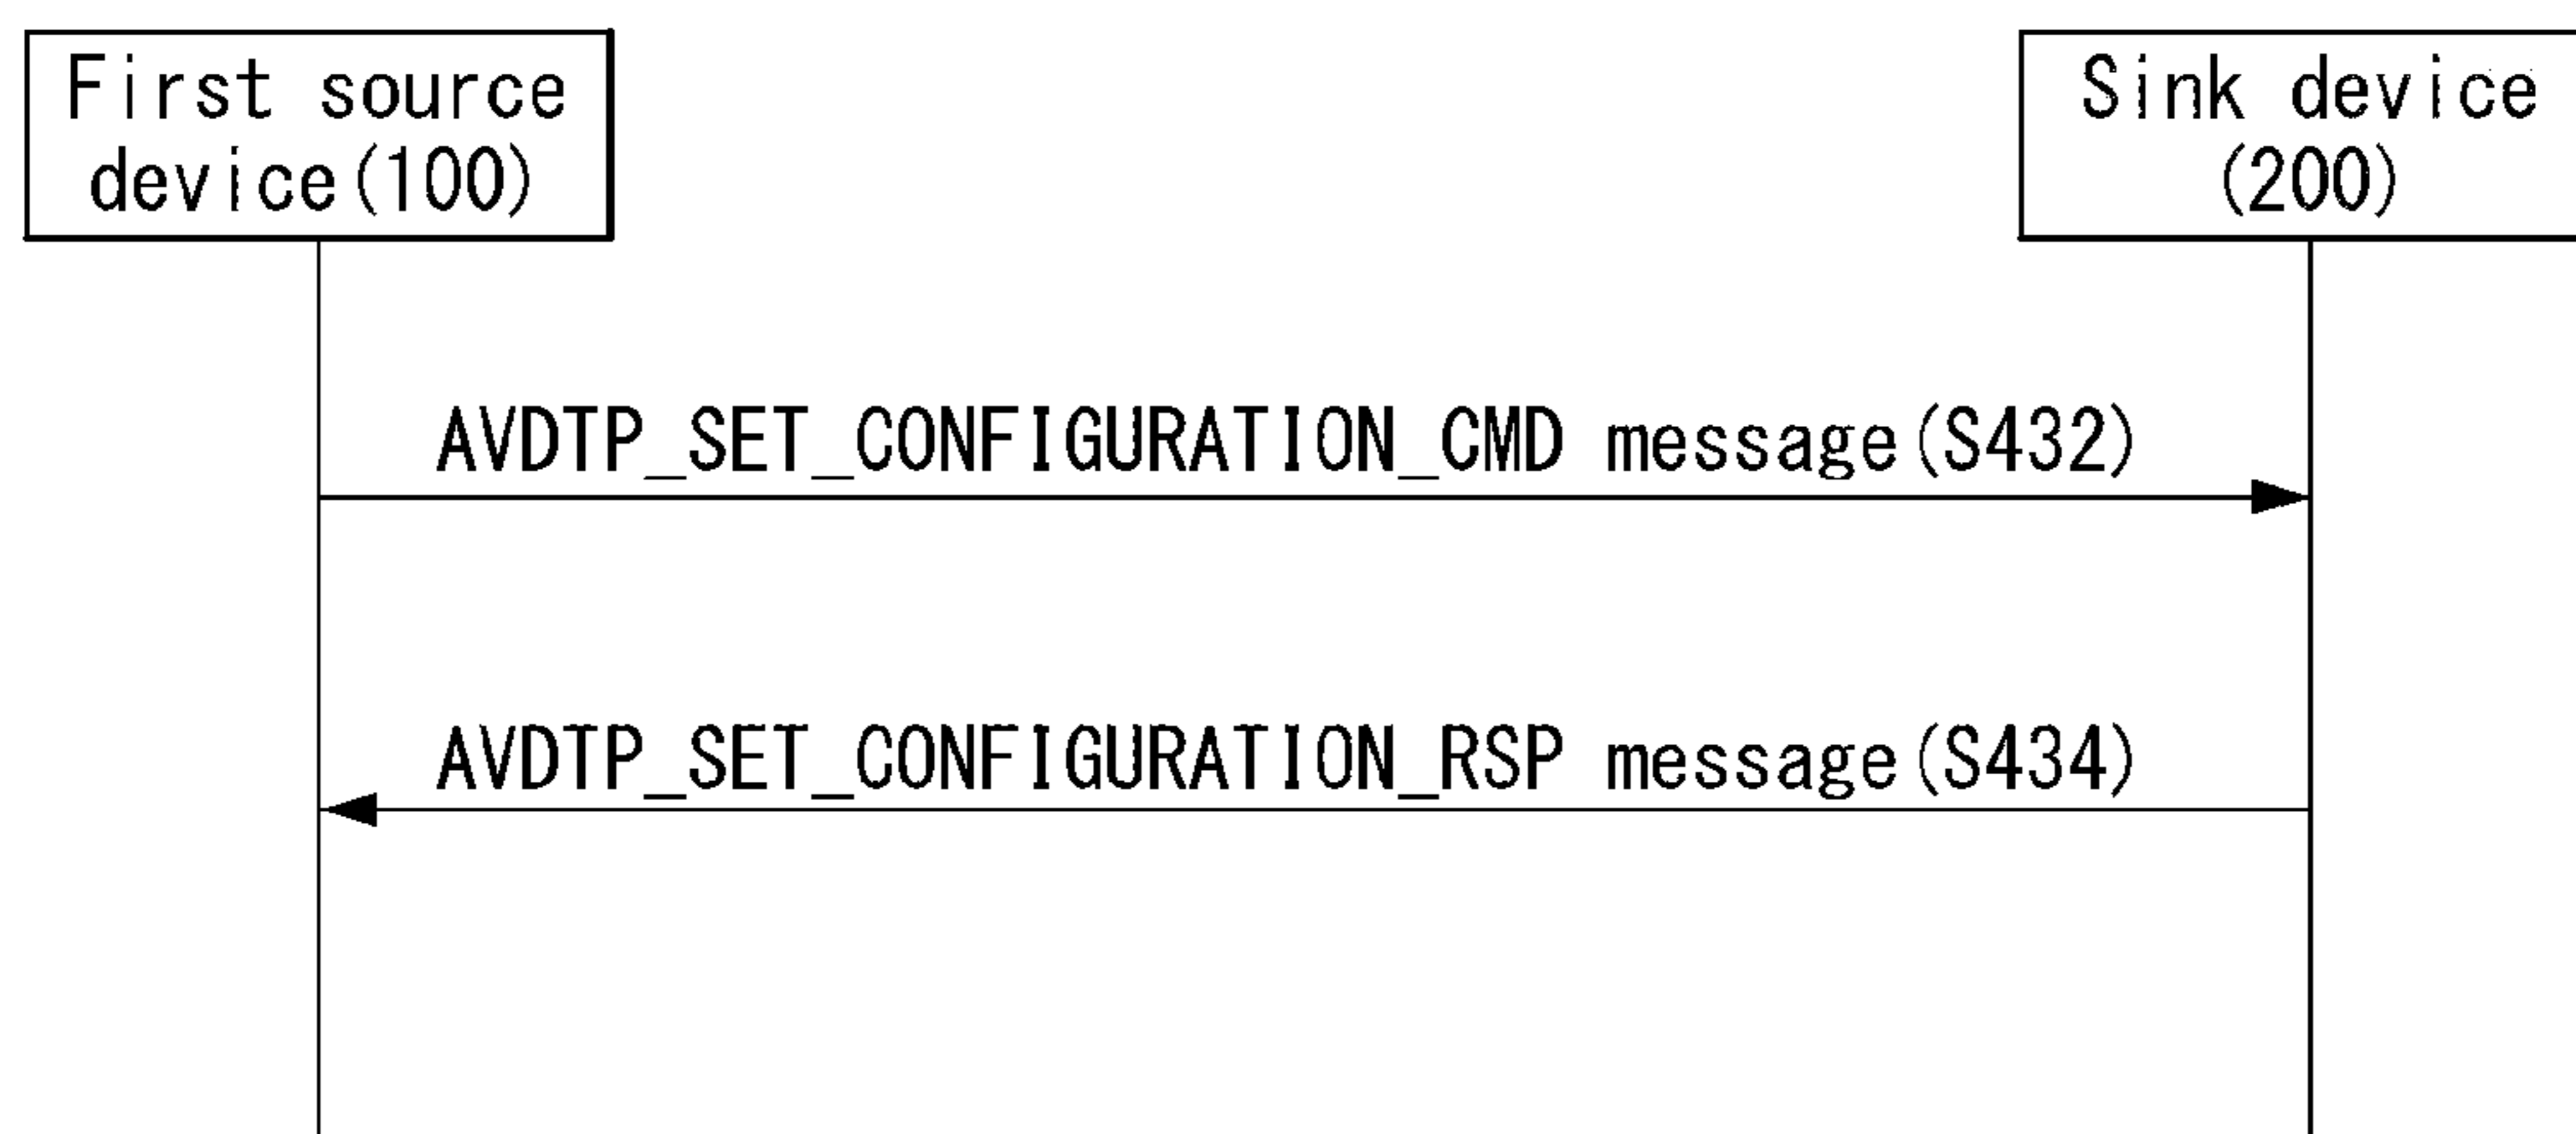 First source
device(100)
Sink device
(200)
AVDTP_SET_CONFIGURATION_CMD message(S432)
AVDTP_SET_CONFIGURATION_RSP message(S434)